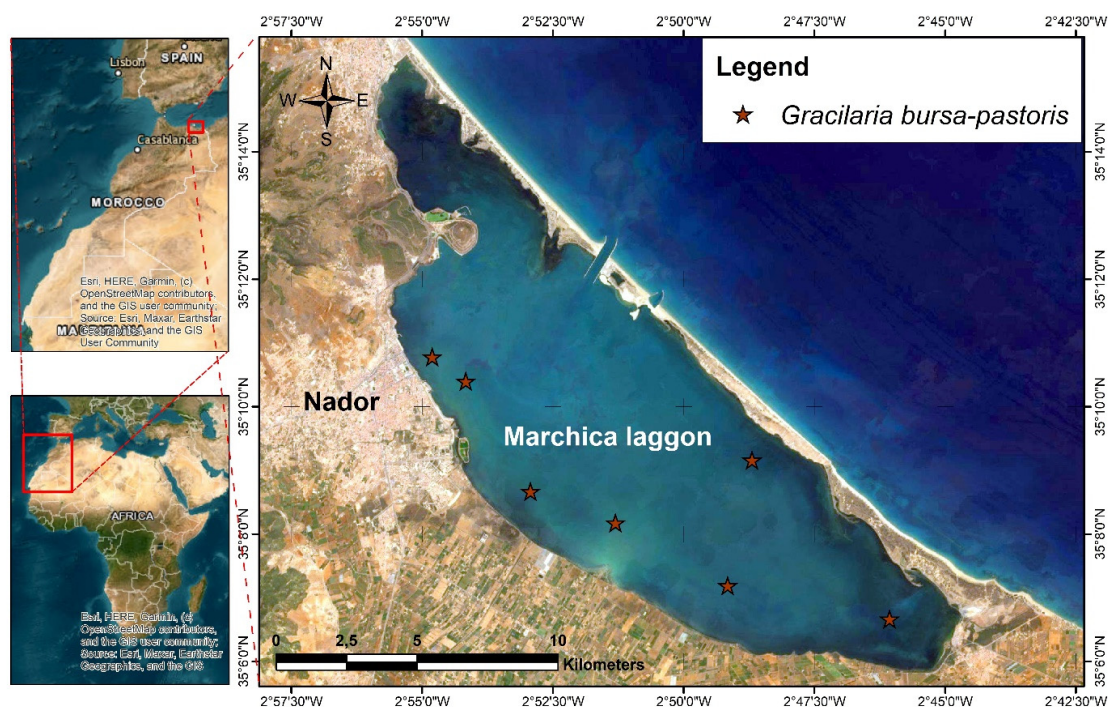 2°57'30"W 2°55'0"W 2°52'30"W 2°50'0"W 2°47'30"W 2°45'0"W 2°42'30"W
Lisbon
SPAIN
Casablanca
MOROCCO
Esri, HERE, Garmin, (c)
OpenStreetMap contributors,
and the GIS user community;
Source: Esri, Maxar, Earthstar
Geographics, and the GIS
User Community
AFRICA
Esri, HERE, Garmin, (c)
OpenStreetMap contributors,
and the GIS user community;
Source: Esri, Maxar, Earthstar
Geographics, and the GIS
N
W E
S
Legend
Gracilaria bursa-pastoris
35°14'0"N 35°14'0"N
35°12'0"N 35°12'0"N
35°10'0"N 35°10'0"N
35°8'0"N 35°8'0"N
35°6'0"N 35°6'0"N
Nador
Marchica laggon
0 2,5 5 10
Kilometers
2°57'30"W 2°55'0"W 2°52'30"W 2°50'0"W 2°47'30"W 2°45'0"W 2°42'30"W